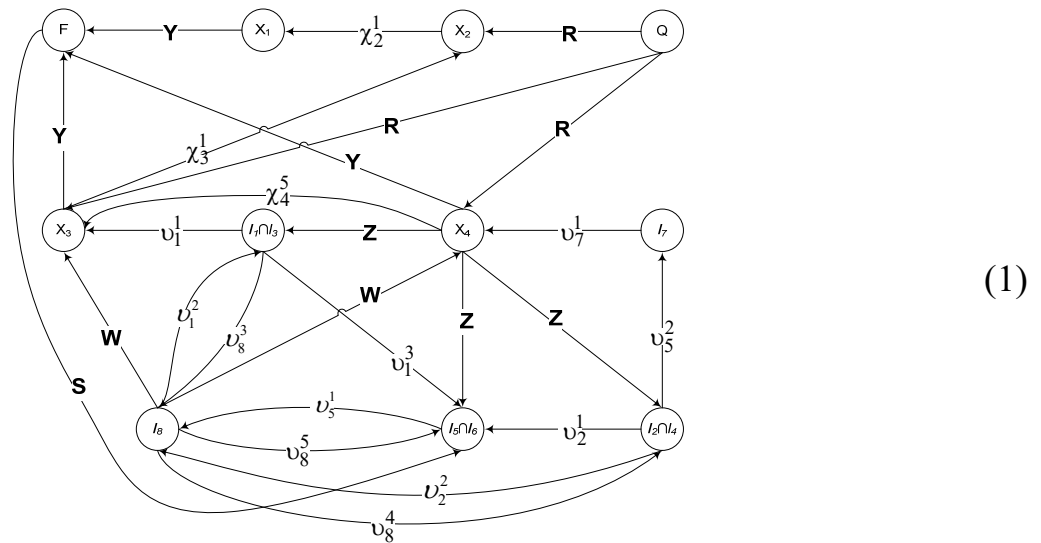 F Y X₁ χ₂¹ X₂ R Q
Y χ₃¹ R Y R
χ₄⁵
X₃ υ₁¹ I₁∩I₃ Z X₄ υ₇¹ I₇
W υ₁² υ₈³ W υ₁³ Z Z υ₅²
(1)
S
I₈ υ₅¹ υ₈⁵ I₅∩I₆ υ₂¹ I₂∩I₄
υ₂²
υ₈⁴